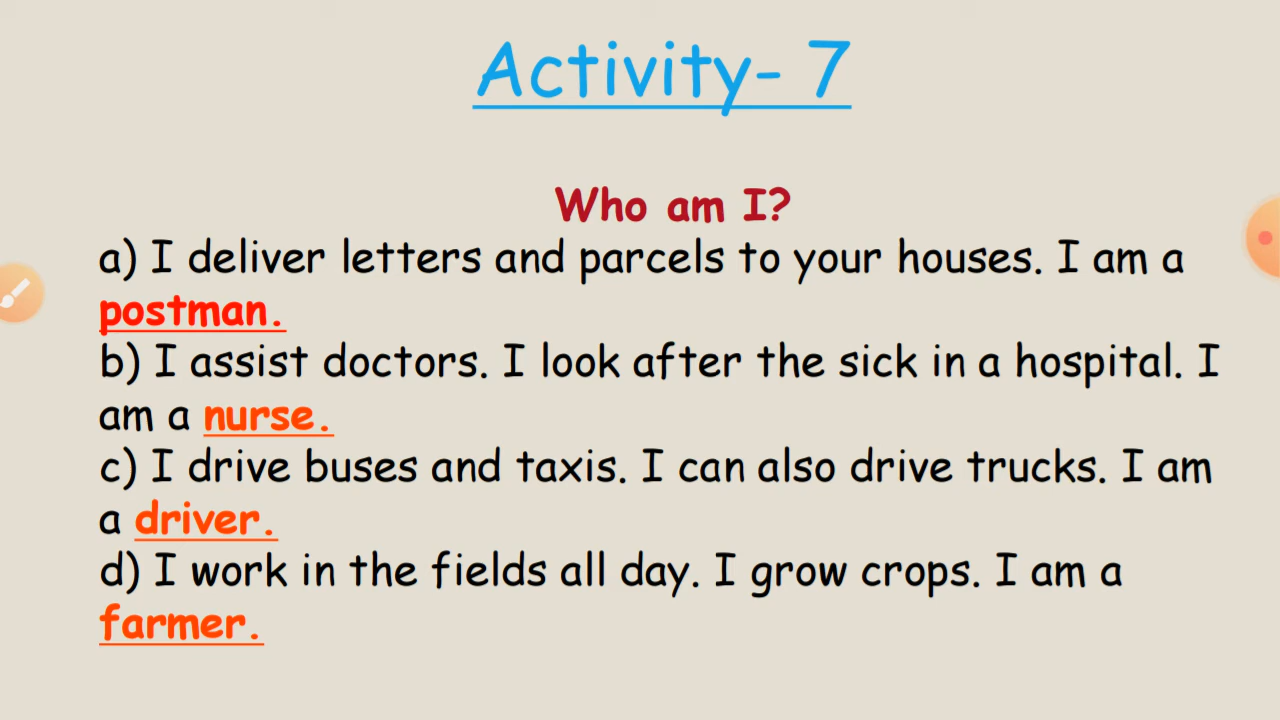 Activity- 7
Who am I?
a) I deliver letters and parcels to your houses. I am a
postman.
b) I assist doctors. I look after the sick in a hospital. I
am a nurse.
c) I drive buses and taxis. I can also drive trucks. I am
a driver.
d) I work in the fields all day. I grow crops. I am a
farmer.